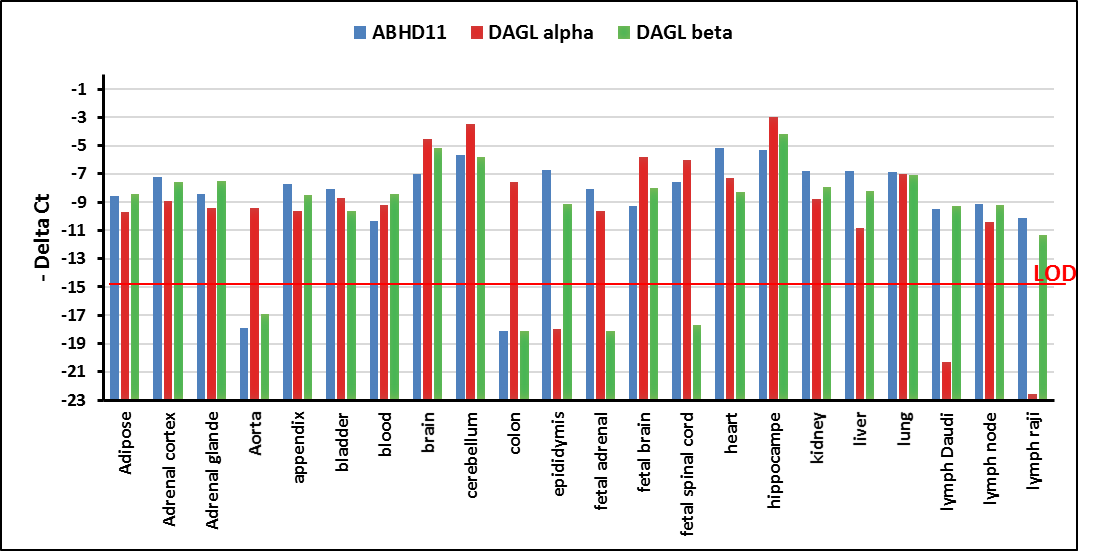 ABHD11 DAGL alpha DAGL beta
- Delta Ct
-1
-3
-5
-7
-9
-11
-13
-15
-17
-19
-21
-23
LOD
Adipose
Adrenal cortex
Adrenal glande
Aorta
appendix
bladder
blood
brain
cerebellum
colon
epididymis
fetal adrenal
fetal brain
fetal spinal cord
heart
hippocampe
kidney
liver
lung
lymph Daudi
lymph node
lymph raji